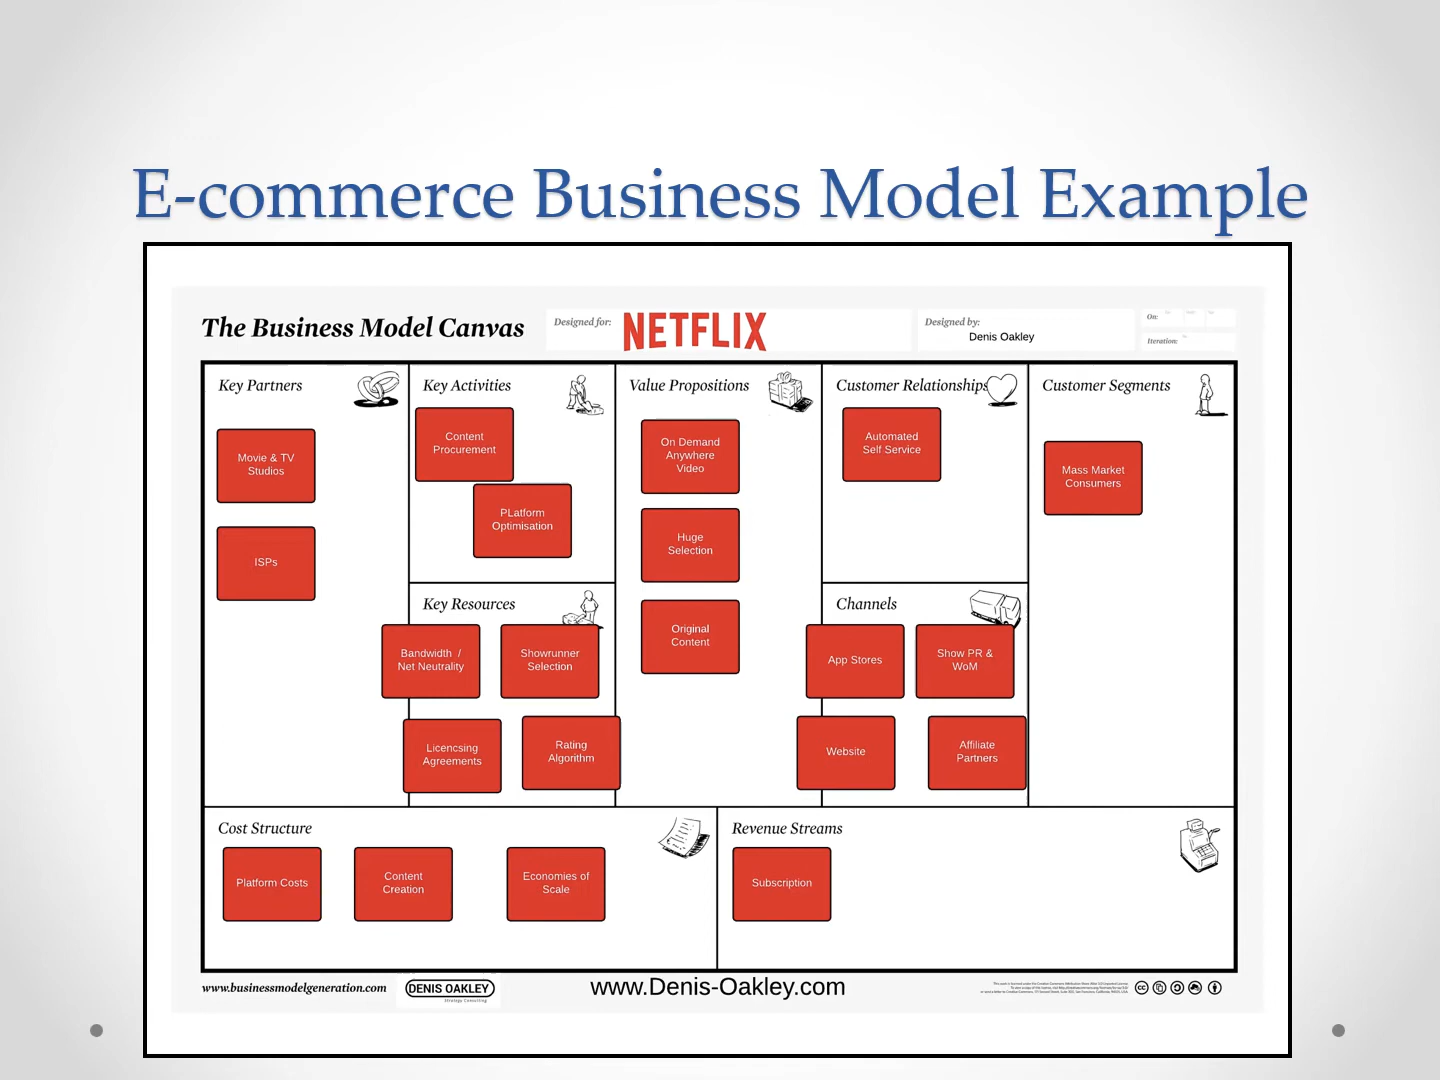 E-commerce Business Model Example
The Business Model Canvas
Designed for:
NETFLIX
Designed by:
Denis Oakley
On:
Iteration:
Key Partners
Movie & TV
Studios
ISPs
Key Activities
Content
Procurement
PLatform
Optimisation
Key Resources
Bandwidth /
Net Neutrality
Showrunner
Selection
Licencsing
Agreements
Rating
Algorithm
Value Propositions
On Demand
Anywhere
Video
Huge
Selection
Original
Content
Customer Relationships
Automated
Self Service
Channels
App Stores
Show PR &
WoM
Website
Affiliate
Partners
Customer Segments
Mass Market
Consumers
Cost Structure
Platform Costs
Content
Creation
Economies of
Scale
Revenue Streams
Subscription
www.businessmodelgeneration.com
DENIS OAKLEY
Strategy Consulting
www.Denis-Oakley.com